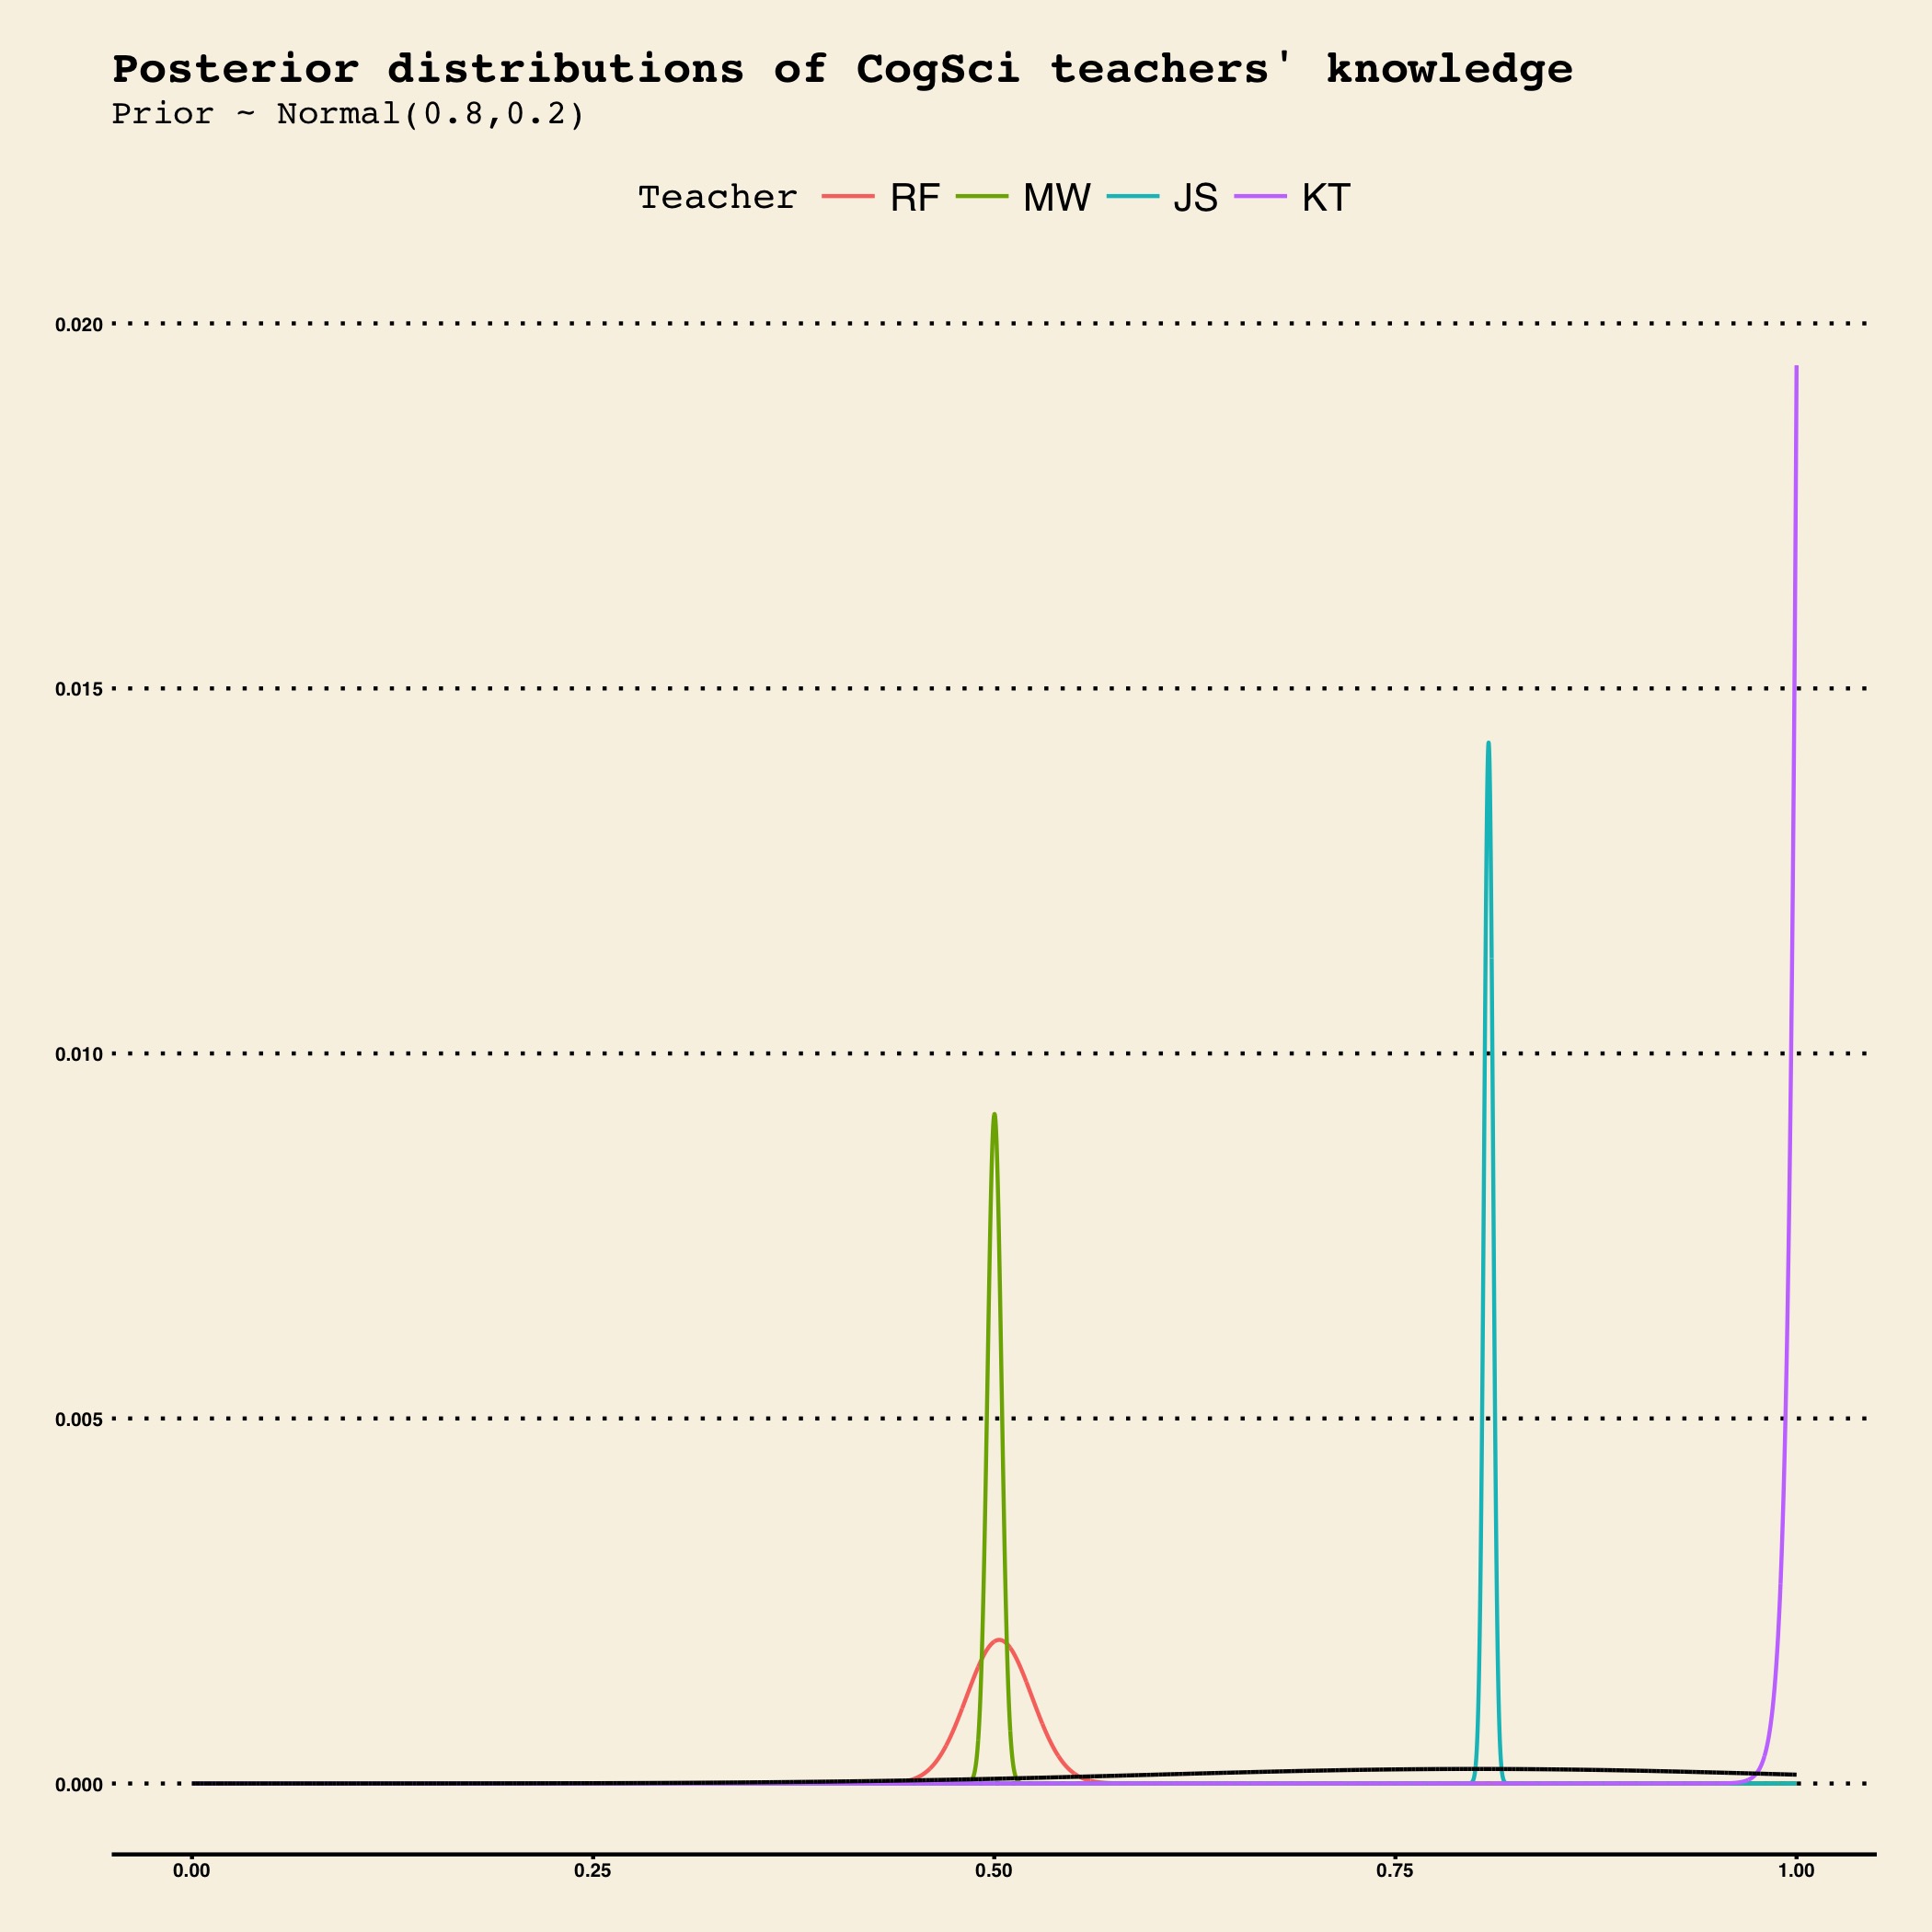 Posterior distributions of CogSci teachers' knowledge
Prior ~ Normal(0.8,0.2)
Teacher RF MW JS KT
0.020
0.015
0.010
0.005
0.000
0.00 0.25 0.50 0.75 1.00